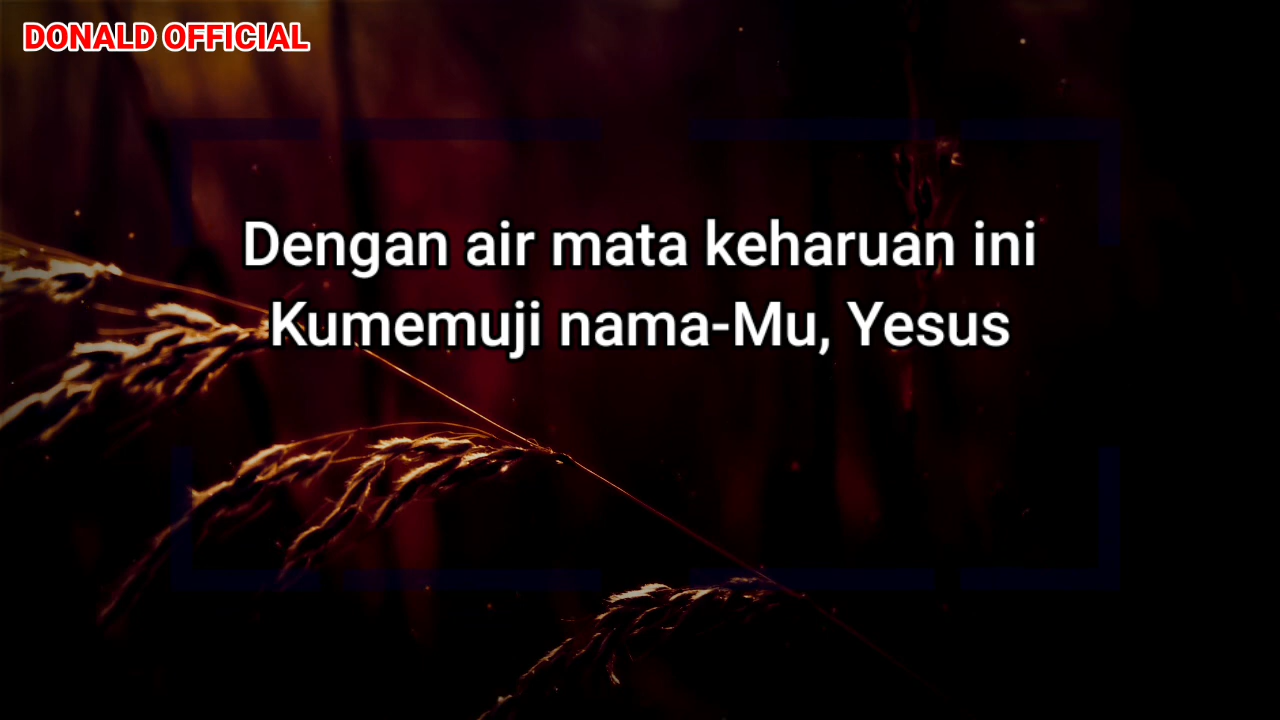 DONALD OFFICIAL
Dengan air mata keharuan ini
Kumemuji nama-Mu, Yesus